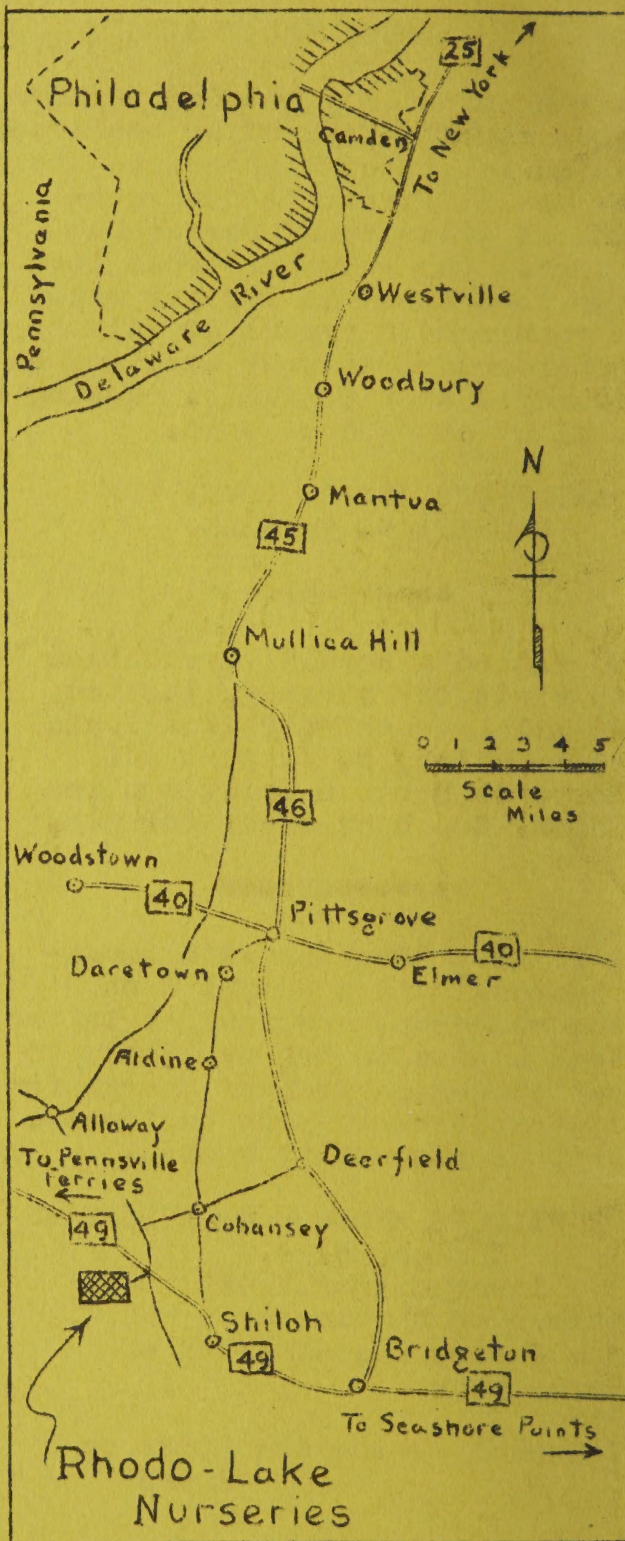 25
To New York
Philadelphia
Camden
Pennsylvania
Delaware River
Westville
Woodbury
N
Mantua
45
Mullica Hill
0 1 2 3 4 5
Scale
Miles
46
Woodstown
40
Pittsgrove
40
Daretown
Elmer
Aldine
Alloway
To Pennsville
Ferries
Deerfield
49
Cohansey
Shiloh
49
Bridgeton
49
To Seashore Points
Rhodo-Lake
Nurseries